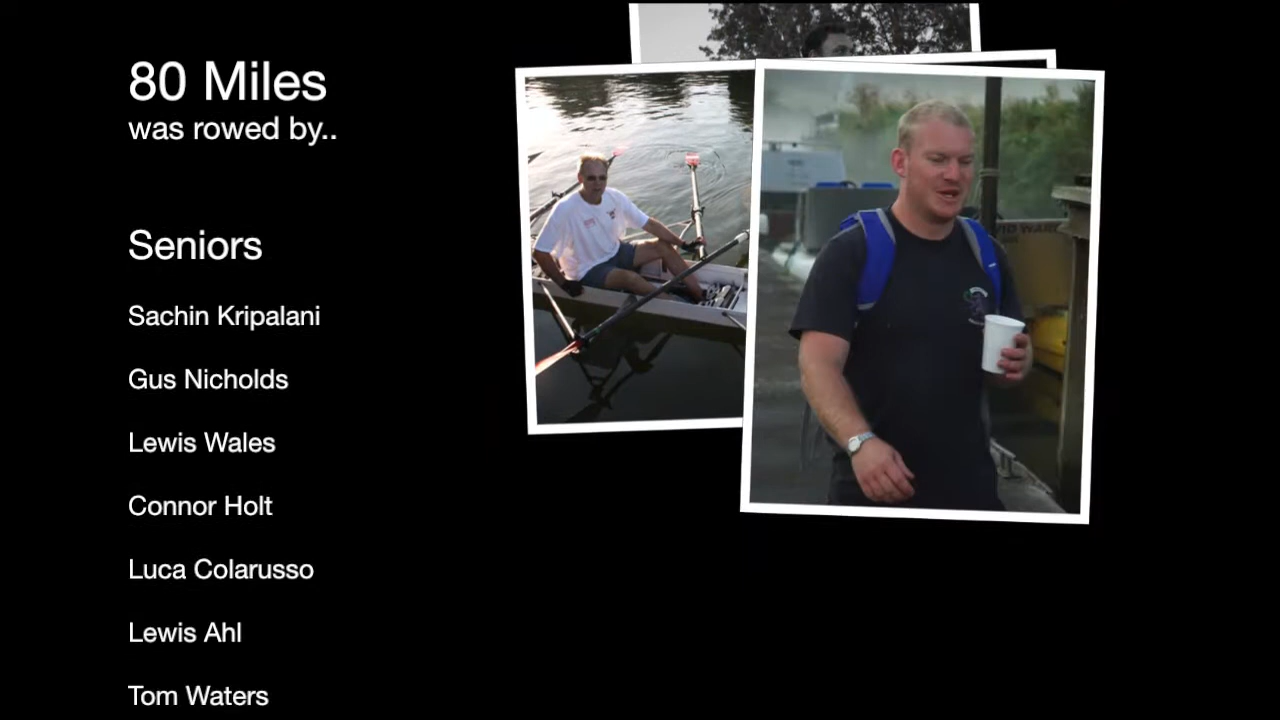 80 Miles
was rowed by..
Seniors
Sachin Kripalani
Gus Nicholds
Lewis Wales
Connor Holt
Luca Colarusso
Lewis Ahl
Tom Waters